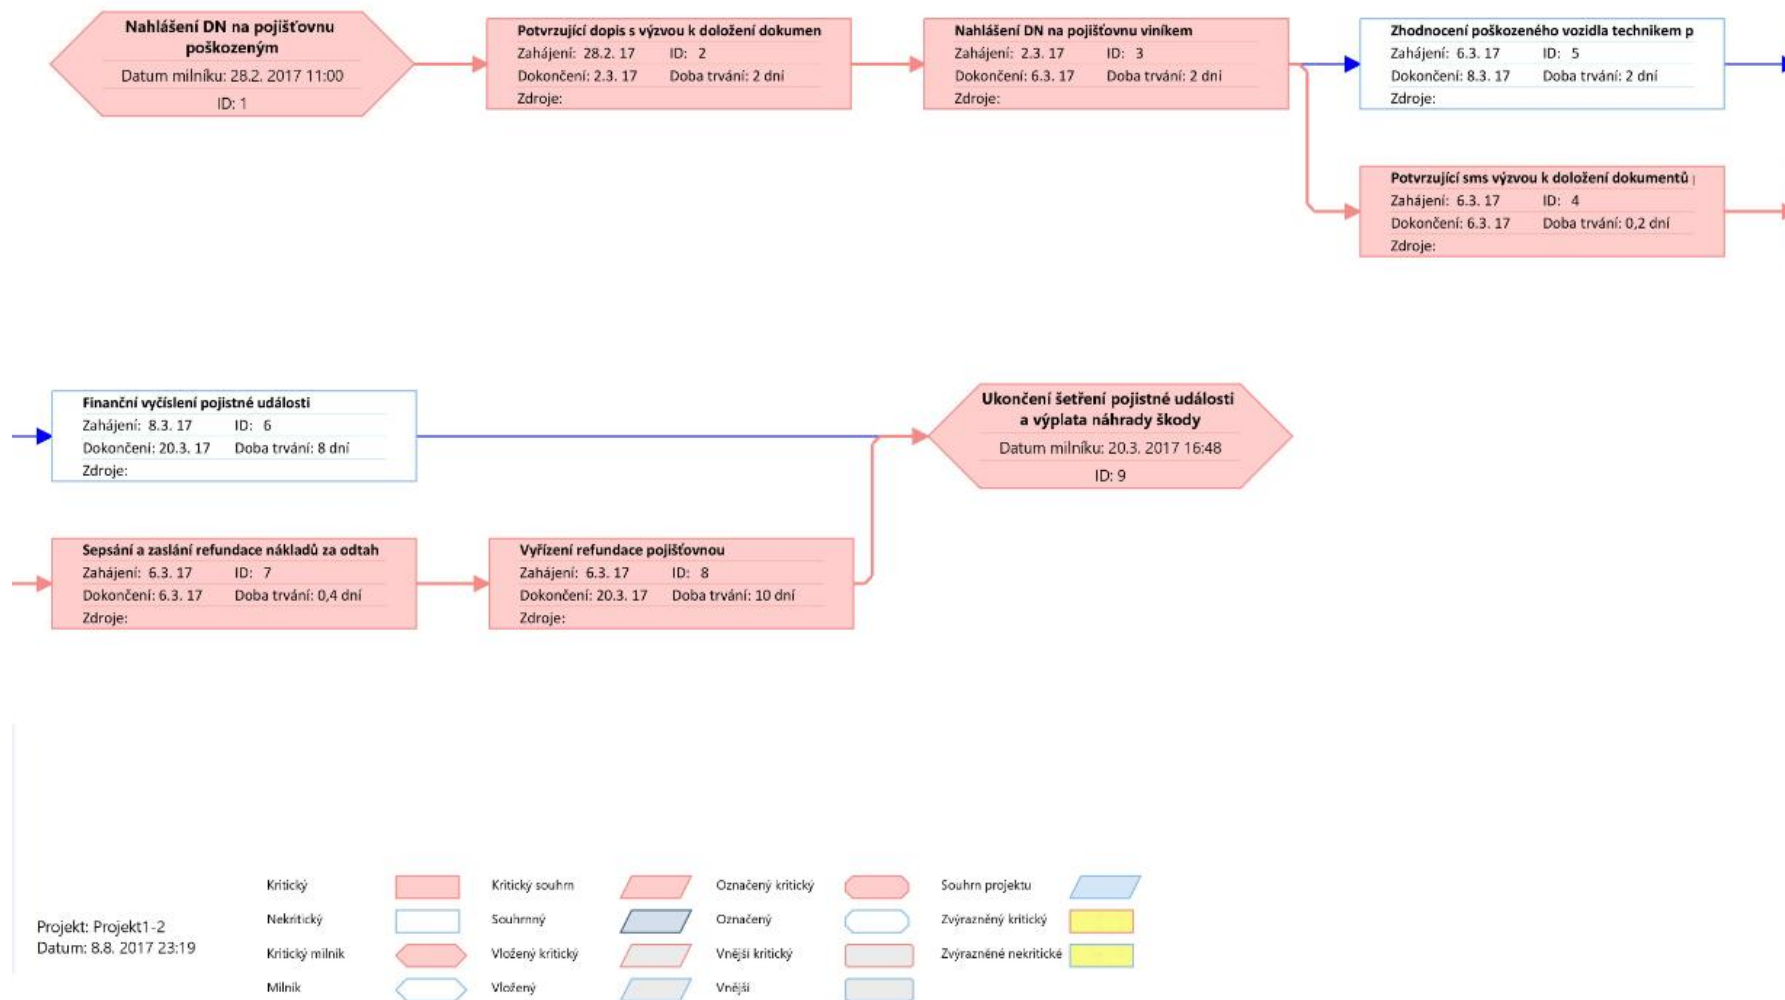 Nahlášení DN na pojišťovnu
poškozeným
Datum milníku: 28.2. 2017 11:00
ID: 1
Potvrzující dopis s výzvou k doložení dokumen
Zahájení: 28.2. 17 ID: 2
Dokončení: 2.3. 17 Doba trvání: 2 dní
Zdroje:
Nahlášení DN na pojišťovnu viníkem
Zahájení: 2.3. 17 ID: 3
Dokončení: 6.3. 17 Doba trvání: 2 dní
Zdroje:
Zhodnocení poškozeného vozidla technikem p
Zahájení: 6.3. 17 ID: 5
Dokončení: 8.3. 17 Doba trvání: 2 dní
Zdroje:
Potvrzující sms výzvou k doložení dokumentů
Zahájení: 6.3. 17 ID: 4
Dokončení: 6.3. 17 Doba trvání: 0,2 dní
Zdroje:
Finanční vyčíslení pojistné události
Zahájení: 8.3. 17 ID: 6
Dokončení: 20.3. 17 Doba trvání: 8 dní
Zdroje:
Ukončení šetření pojistné události
a výplata náhrady škody
Datum milníku: 20.3. 2017 16:48
ID: 9
Sepsání a zaslání refundace nákladů za odtah
Zahájení: 6.3. 17 ID: 7
Dokončení: 6.3. 17 Doba trvání: 0,4 dní
Zdroje:
Vyřízení refundace pojišťovnou
Zahájení: 6.3. 17 ID: 8
Dokončení: 20.3. 17 Doba trvání: 10 dní
Zdroje:
Projekt: Projekt1-2
Datum: 8.8. 2017 23:19
Kritický Kritický souhrn Označený kritický Souhrn projektu
Nekritický Souhrnný Označený Zvýrazněný kritický
Kritický milník Vložený kritický Vnější kritický Zvýrazněné nekritické
Milník Vložený Vnější